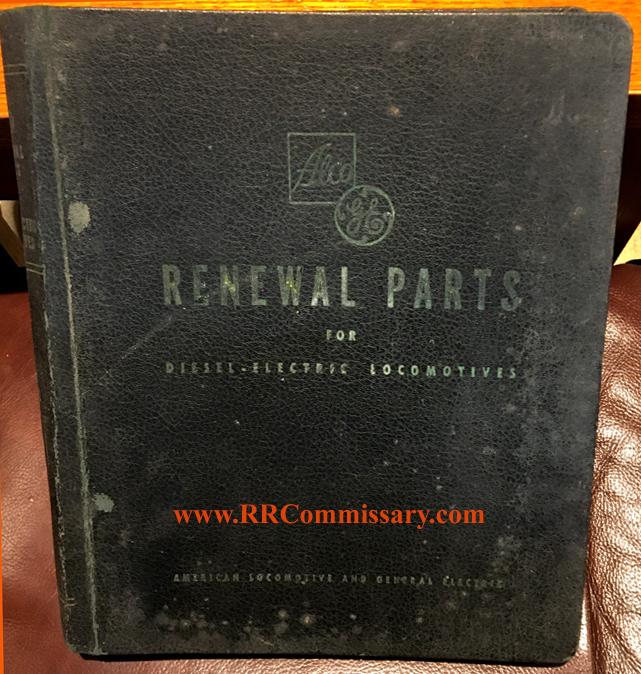 Alco
GE
RENEWAL PARTS
FOR
DIESEL-ELECTRIC LOCOMOTIVES
www.RRCommissary.com
AMERICAN LOCOMOTIVE AND GENERAL ELECTRIC